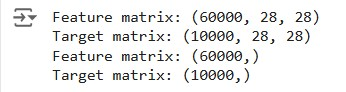 Feature matrix: (60000, 28, 28)
Target matrix: (10000, 28, 28)
Feature matrix: (60000,)
Target matrix: (10000,)